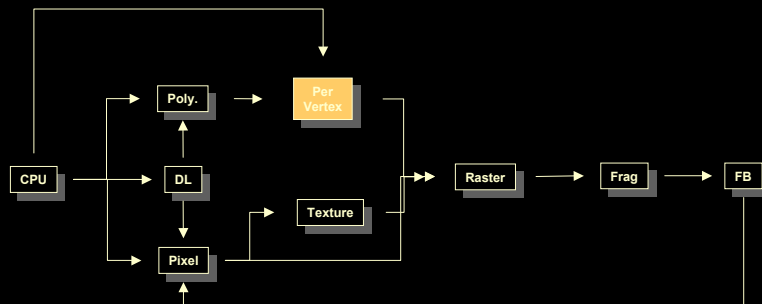 Poly.
Per
Vertex
CPU
DL
Raster
Frag
FB
Texture
Pixel